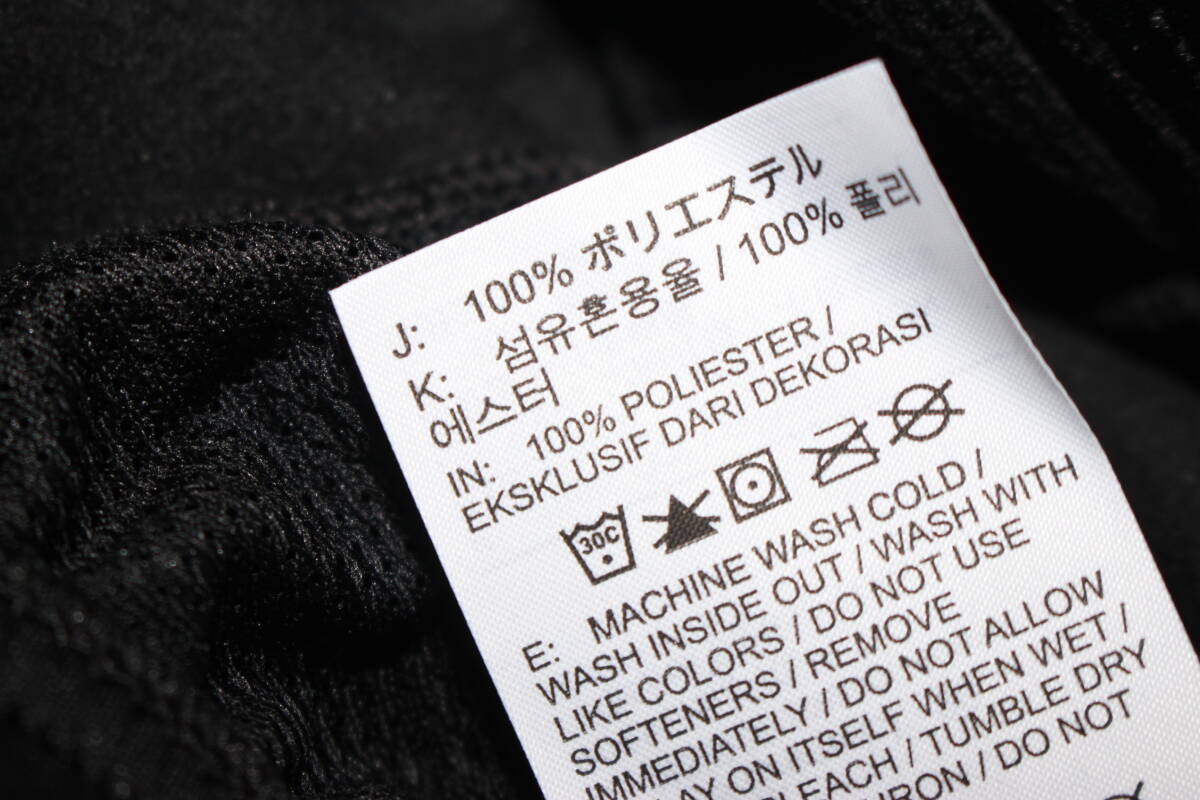 J: 100% ポリエステル
K: 섬유혼용율 / 100% 폴리
에스터
IN: 100% POLIESTER /
EKSKLUSIF DARI DEKORASI
30C
E: MACHINE WASH COLD /
WASH INSIDE OUT / WASH WITH
LIKE COLORS / DO NOT USE
SOFTENERS / REMOVE
IMMEDIATELY / DO NOT ALLOW
ON ITSELF WHEN WET /
/ TUMBLE DRY
/ DO NOT